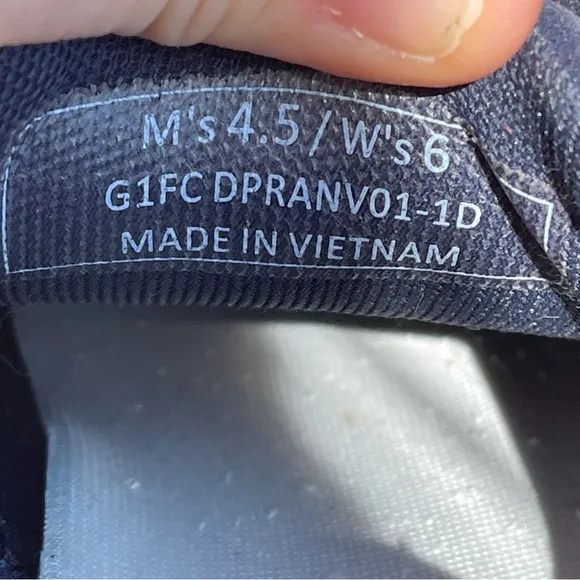 M's 4.5 / W's 6
G1FC DPRANV01-1D
MADE IN VIETNAM